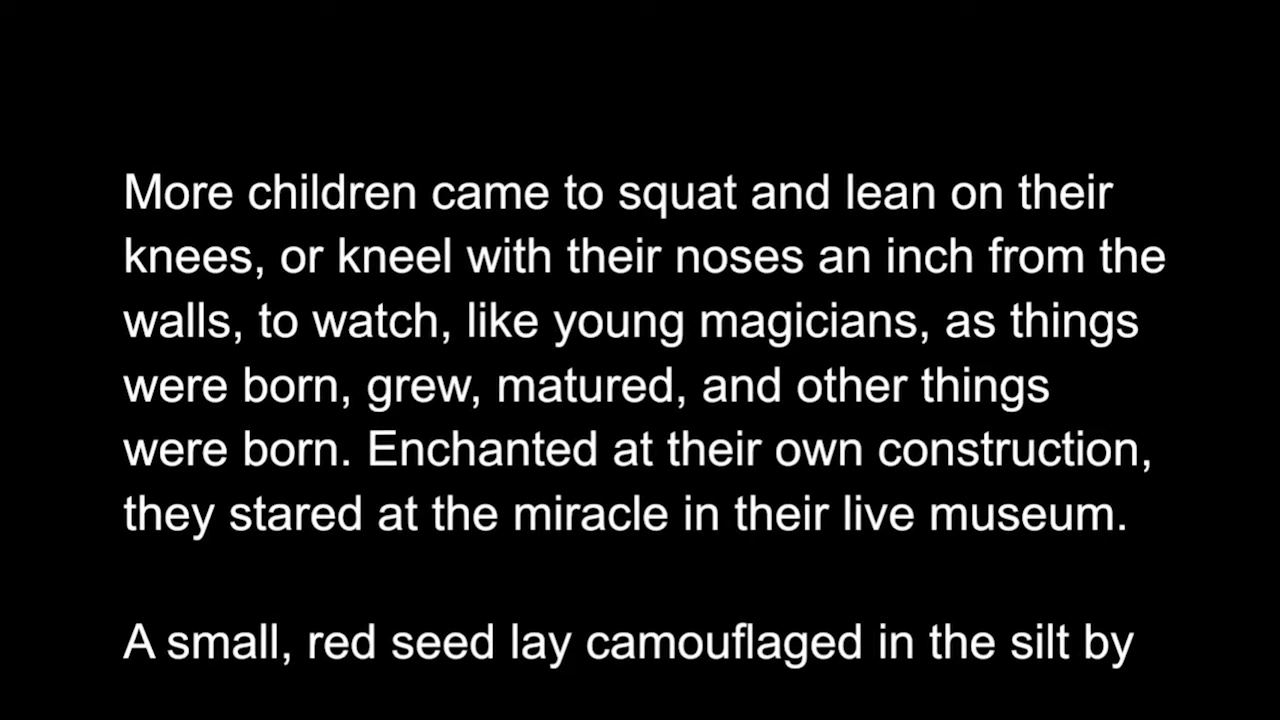 More children came to squat and lean on their
knees, or kneel with their noses an inch from the
walls, to watch, like young magicians, as things
were born, grew, matured, and other things
were born. Enchanted at their own construction,
they stared at the miracle in their live museum.
A small, red seed lay camouflaged in the silt by